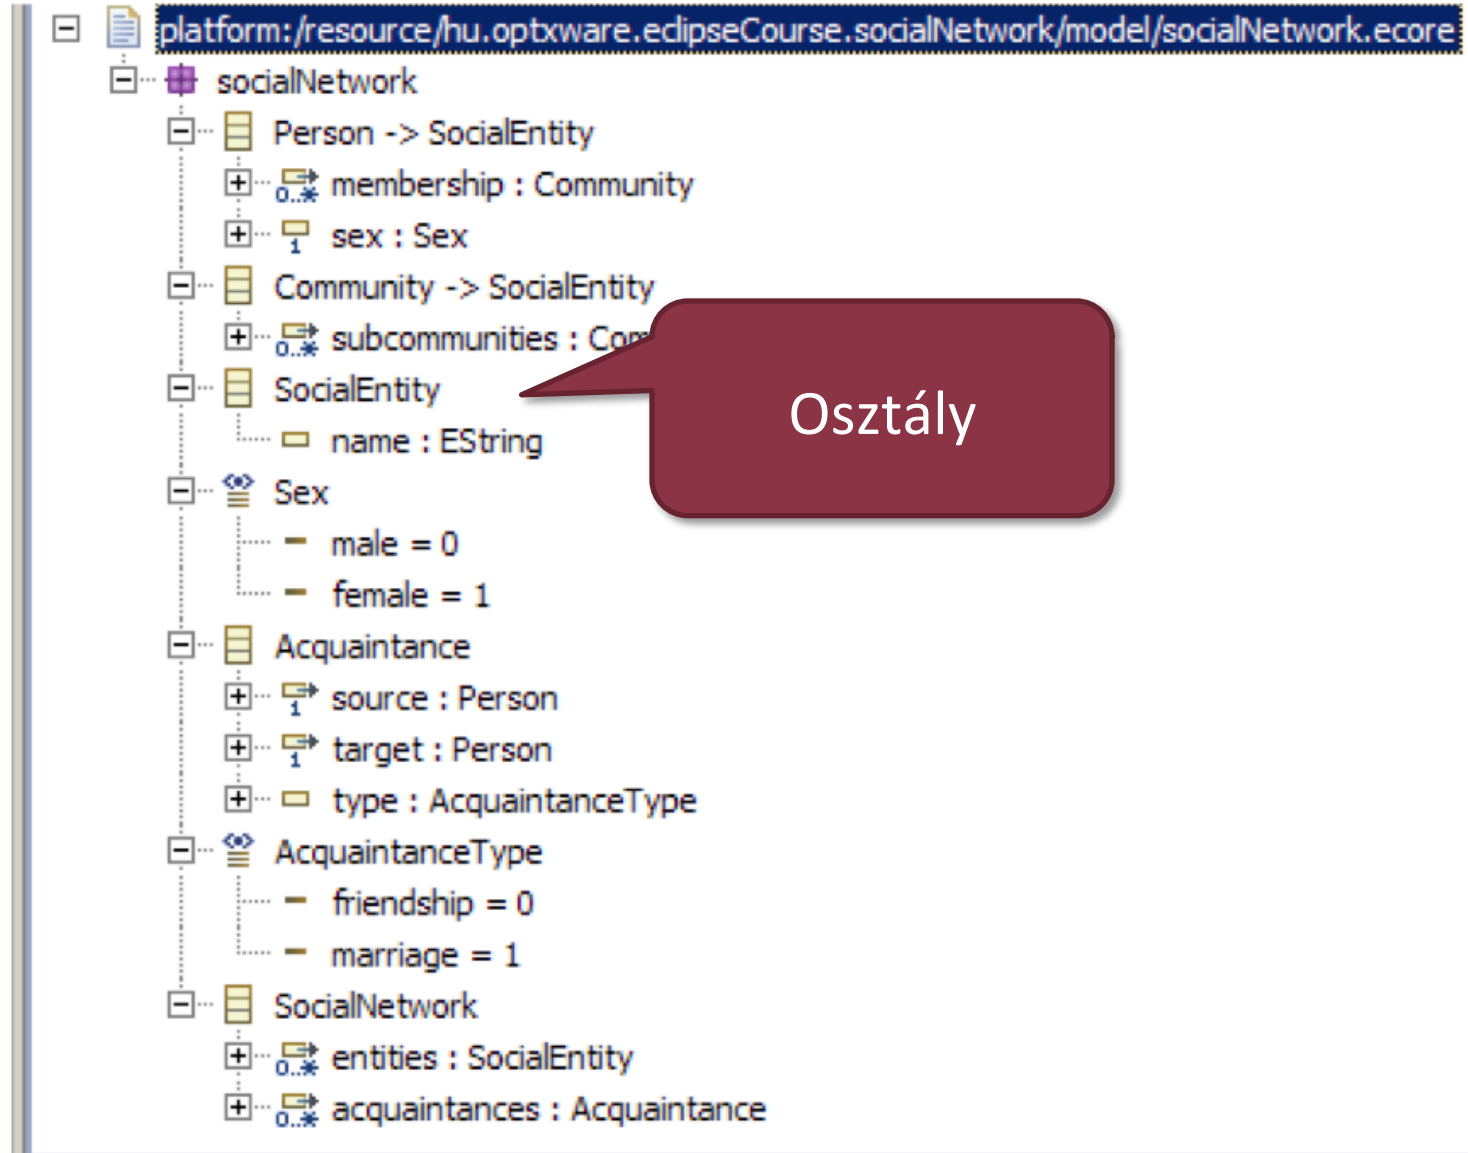 platform:/resource/hu.optxware.eclipseCourse.socialNetwork/model/socialNetwork.ecore
socialNetwork
Person -> SocialEntity
0..* membership : Community
1 sex : Sex
Community -> SocialEntity
0..* subcommunities :
SocialEntity
Osztály
name : EString
Sex
male = 0
female = 1
Acquaintance
1 source : Person
1 target : Person
type : AcquaintanceType
AcquaintanceType
friendship = 0
marriage = 1
SocialNetwork
0..* entities : SocialEntity
0..* acquaintances : Acquaintance